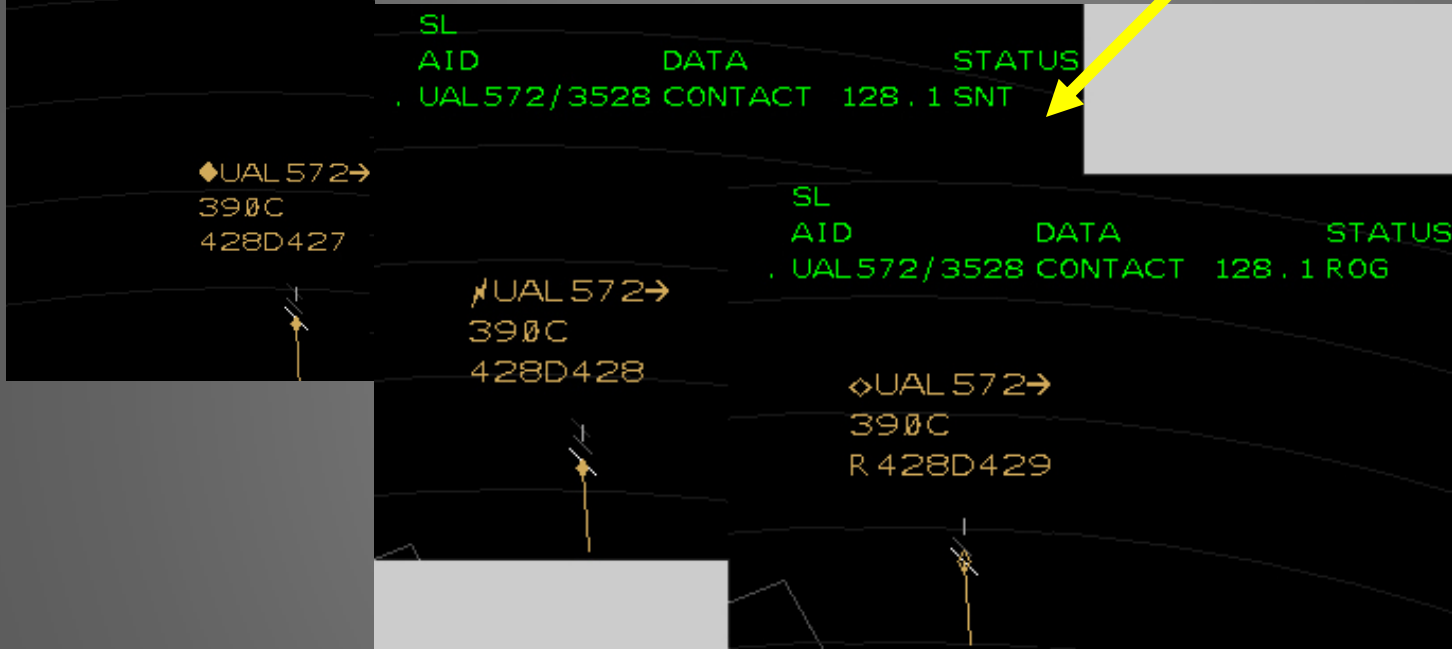 ◆UAL572→
390C
428D427
SL
AID DATA STATUS
. UAL572/3528 CONTACT 128.1 SNT
UAL572→
390C
428D428
SL
AID DATA STATUS
. UAL572/3528 CONTACT 128.1 ROG
◇UAL572→
390C
R428D429